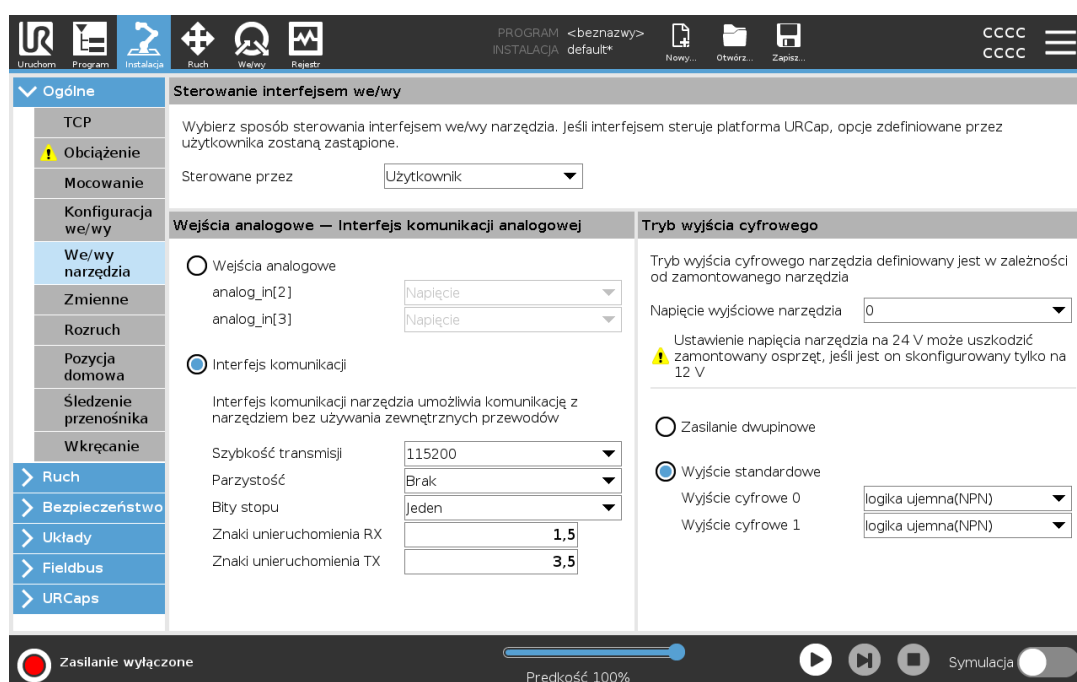 UR
PROGRAM <beznazwy>
INSTALACJA default*
CCCC
CCCC
Uruchom
Program
Instalacja
Ruch
We/wy
Rejestr
Nowy...
Otwórz...
Zapisz...
Ogólne
TCP
Obciążenie
Mocowanie
Konfiguracja
we/wy
We/wy
narzędzia
Zmienne
Rozruch
Pozycja
domowa
Śledzenie
przenośnika
Wkręcanie
Ruch
Bezpieczeństwo
Układy
Fieldbus
URCaps
Sterowanie interfejsem we/wy
Wybierz sposób sterowania interfejsem we/wy narzędzia. Jeśli interfejsem steruje platforma URCap, opcje zdefiniowane przez
użytkownika zostaną zastąpione.
Sterowane przez
Użytkownik
Wejścia analogowe — Interfejs komunikacji analogowej
Wejścia analogowe
analog_in[2]
Napięcie
analog_in[3]
Napięcie
Interfejs komunikacji
Interfejs komunikacji narzędzia umożliwia komunikację z
narzędziem bez używania zewnętrznych przewodów
Szybkość transmisji
115200
Parzystość
Brak
Bity stopu
Jeden
Znaki unieruchomienia RX
1,5
Znaki unieruchomienia TX
3,5
Tryb wyjścia cyfrowego
Tryb wyjścia cyfrowego narzędzia definiowany jest w zależności
od zamontowanego narzędzia
Napięcie wyjściowe narzędzia
0
Ustawienie napięcia narzędzia na 24 V może uszkodzić
zamontowany osprzęt, jeśli jest on skonfigurowany tylko na
12 V
Zasilanie dwupinowe
Wyjście standardowe
Wyjście cyfrowe 0
logika ujemna(NPN)
Wyjście cyfrowe 1
logika ujemna(NPN)
Zasilanie wyłączone
Prędkość 100%
Symulacja